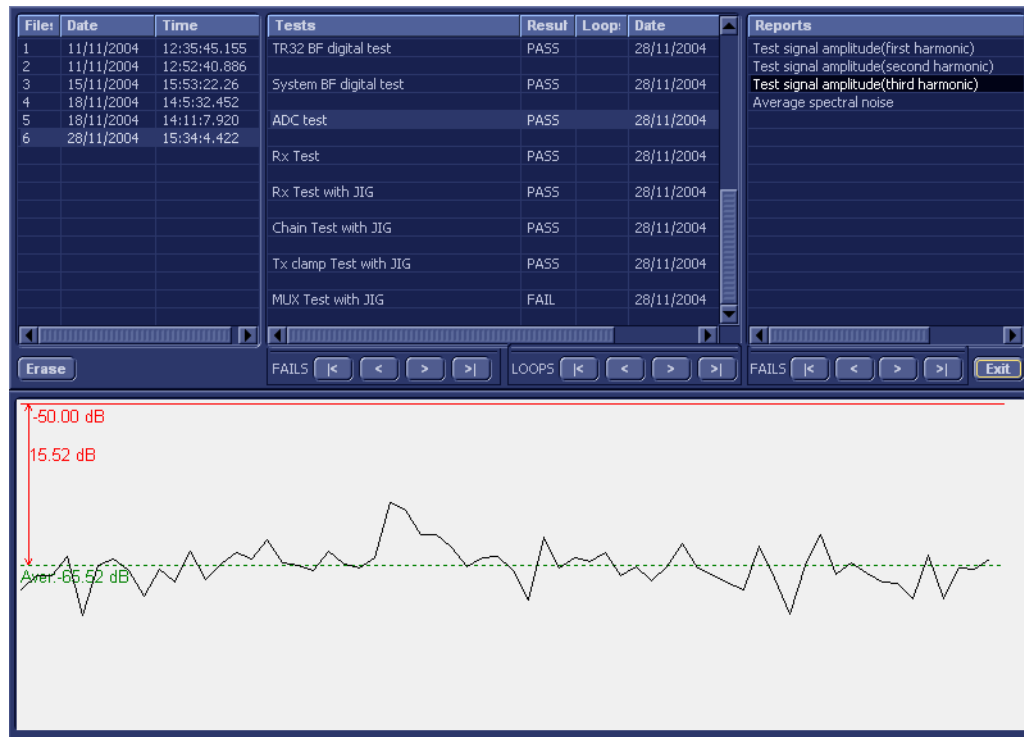 File: Date Time
1 11/11/2004 12:35:45.155
2 11/11/2004 12:52:40.886
3 15/11/2004 15:53:22.26
4 18/11/2004 14:5:32.452
5 18/11/2004 14:11:7.920
6 28/11/2004 15:34:4.422
Erase
Tests Resul Loop: Date
TR32 BF digital test PASS 28/11/2004
System BF digital test PASS 28/11/2004
ADC test PASS 28/11/2004
Rx Test PASS 28/11/2004
Rx Test with JIG PASS 28/11/2004
Chain Test with JIG PASS 28/11/2004
Tx clamp Test with JIG PASS 28/11/2004
MUX Test with JIG FAIL 28/11/2004
FAILS |< < > >| LOOPS |< < > >|
Reports
Test signal amplitude(first harmonic)
Test signal amplitude(second harmonic)
Test signal amplitude(third harmonic)
Average spectral noise
FAILS |< < > >| Exit
-50.00 dB
15.52 dB
Aver.-65.52 dB